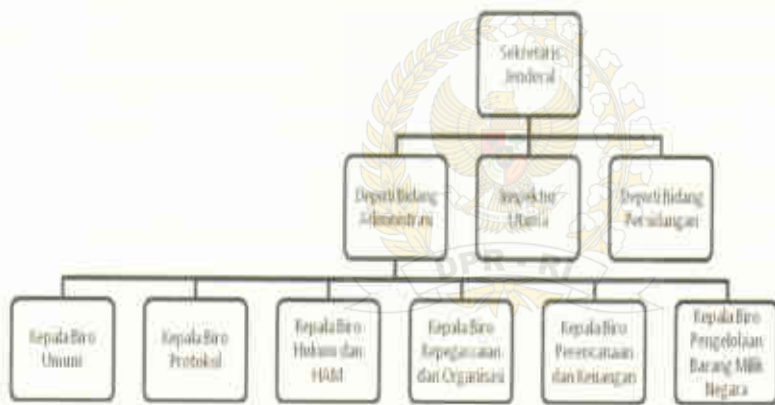 Sekretaris
Jenderal
Deputi Bidang
Administrasi
Inspektur
Utama
Deputi Bidang
Persidangan
DPR - RI
Kepala Biro
Umum
Kepala Biro
Protokol
Kepala Biro
Hukum dan
HAM
Kepala Biro
Kepegawaian
dan Organisasi
Kepala Biro
Perencanaan
dan Keuangan
Kepala Biro
Pengelolaan
Barang Milik
Negara